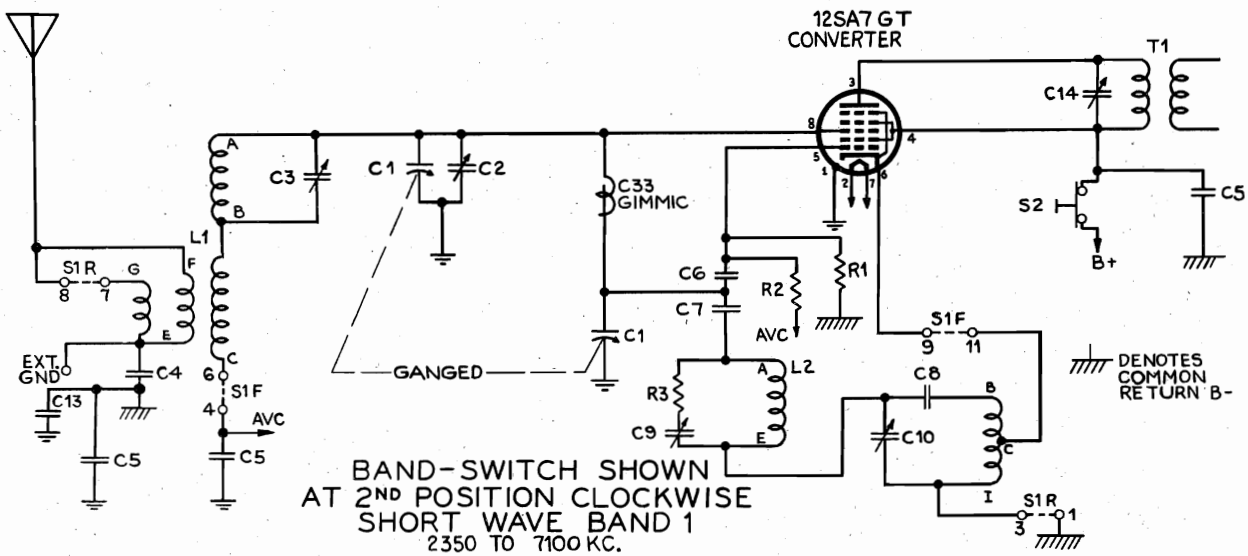 12SA7 GT
CONVERTER
T1
3
C14
A
8
4
5
C3
C1
C2
1
2
7
6
C33
GIMMIC
S2
C5
B
L1
B+
S1R
G
F
C6
R2
R1
8
7
C7
C1
AVC
S1F
9
11
E
C
EXT.
GND
C4
GANGED
A
L2
DENOTES
COMMON
RETURN B-
6
S1F
R3
C8
B
C13
4
AVC
C9
E
C10
C
C5
C5
I
BAND-SWITCH SHOWN
AT 2ND POSITION CLOCKWISE
SHORT WAVE BAND 1
2350 TO 7100 KC.
S1R
3
1